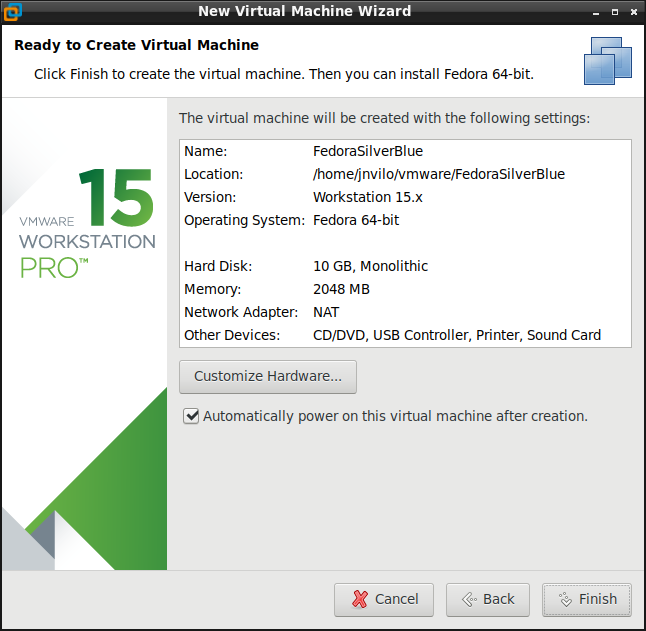 New Virtual Machine Wizard
Ready to Create Virtual Machine
Click Finish to create the virtual machine. Then you can install Fedora 64-bit.
15
VMWARE
WORKSTATION
PRO™
The virtual machine will be created with the following settings:
Name: FedoraSilverBlue
Location: /home/jnvilo/vmware/FedoraSilverBlue
Version: Workstation 15.x
Operating System: Fedora 64-bit
Hard Disk: 10 GB, Monolithic
Memory: 2048 MB
Network Adapter: NAT
Other Devices: CD/DVD, USB Controller, Printer, Sound Card
Customize Hardware...
Automatically power on this virtual machine after creation.
Cancel Back Finish